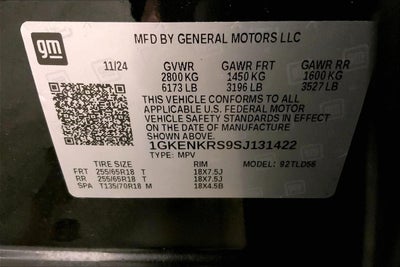 gm
MFD BY GENERAL MOTORS LLC
11/24 GVWR GAWR FRT GAWR RR
2800 KG 1450 KG 1600 KG
6173 LB 3196 LB 3527 LB
THIS VEHICLE CONFORMS TO ALL
APPLICABLE U.S. FEDERAL MOTOR
VEHICLE SAFETY STANDARDS IN EFFECT
ON THE DATE OF MANUFACTURE
SHOWN ABOVE.
1GKENKRS9SJ131422
TYPE: MPV MODEL: 92TLD56
TIRE SIZE RIM
FRT 255/65R18 T 18X7.5J
RR 255/65R18 T 18X7.5J
SPA T135/70R18 M 18X4.5B